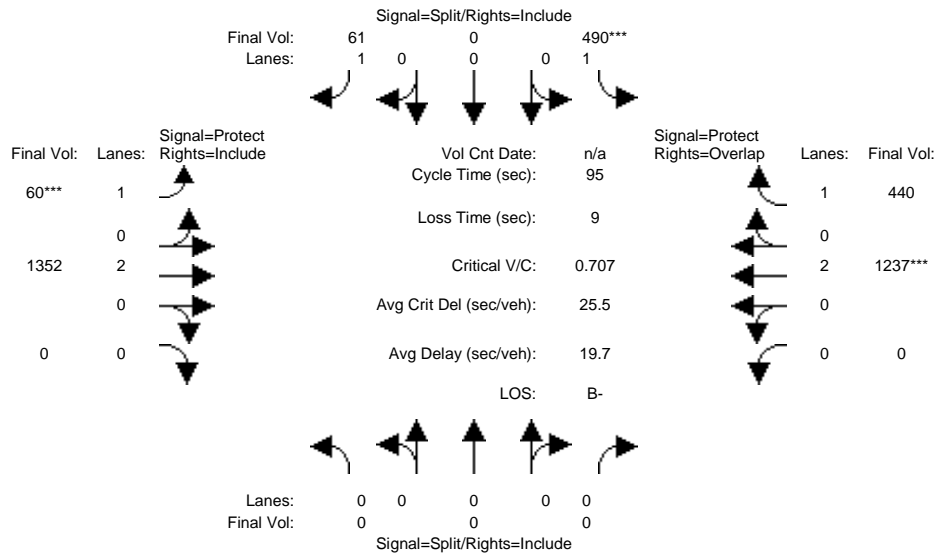 Signal=Split/Rights=Include
Final Vol: 61 0 490***
Lanes: 1 0 0 0 1
Signal=Protect Signal=Protect
Final Vol: Lanes: Rights=Include Vol Cnt Date: n/a Rights=Overlap Lanes: Final Vol:
Cycle Time (sec): 95
60*** 1 1 440
Loss Time (sec): 9
0 0
1352 2 Critical V/C: 0.707 2 1237***
0 Avg Crit Del (sec/veh): 25.5 0
0 0 Avg Delay (sec/veh): 19.7 0 0
LOS: B-
Lanes: 0 0 0 0 0
Final Vol: 0 0 0
Signal=Split/Rights=Include